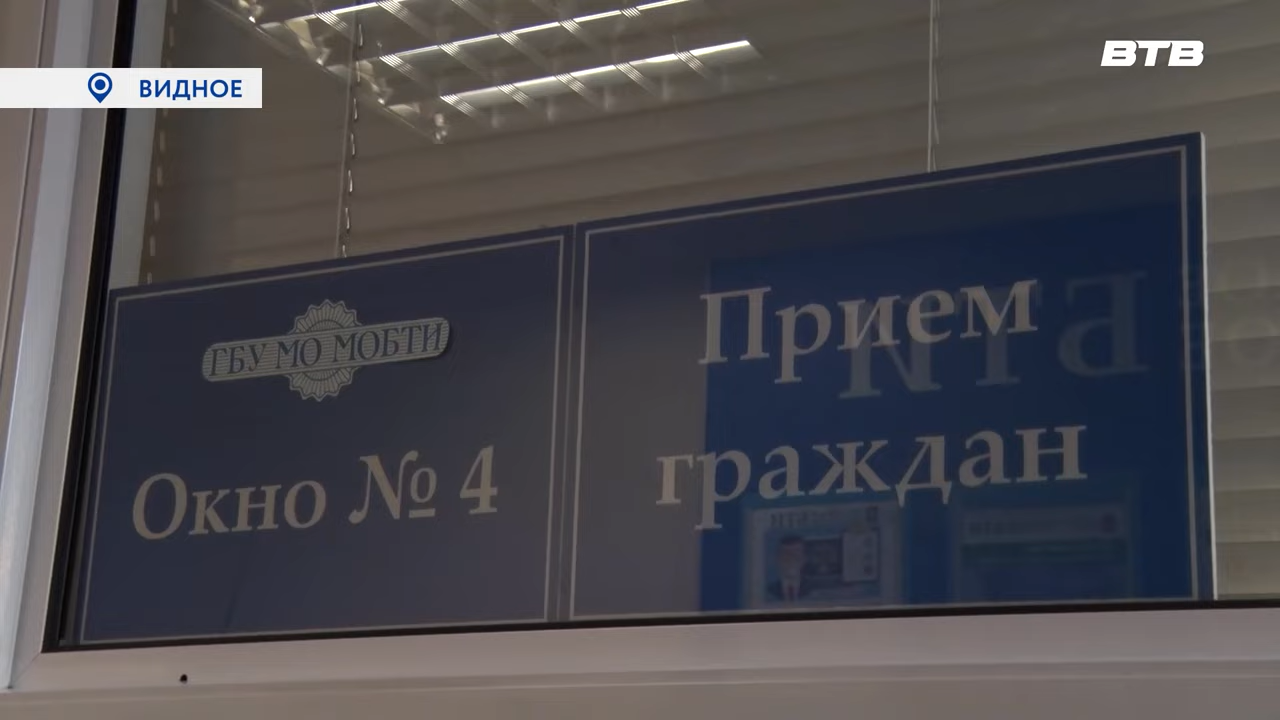 ВТВ
ВИДНОЕ
ГБУ МО МОБТИ
Окно № 4
Прием
граждан